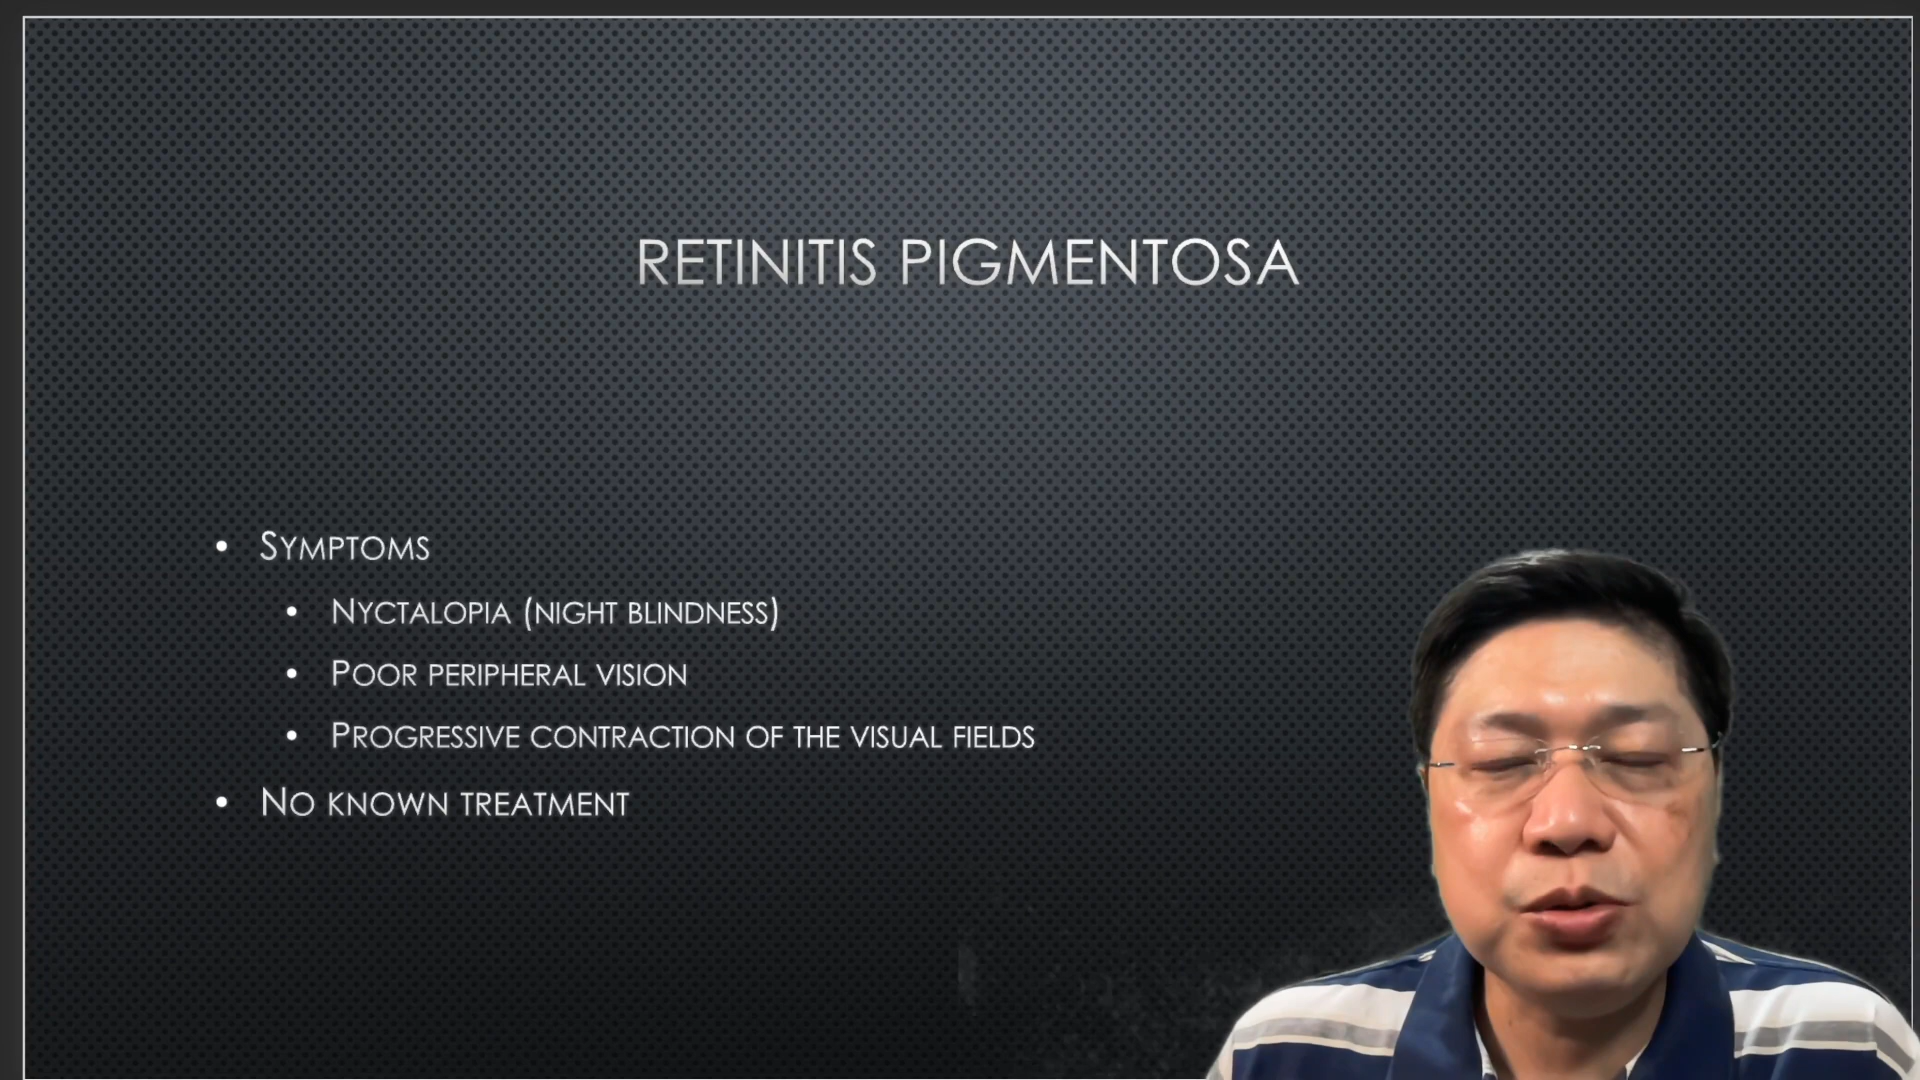 RETINITIS PIGMENTOSA
• SYMPTOMS
• NYCTALOPIA (NIGHT BLINDNESS)
• POOR PERIPHERAL VISION
• PROGRESSIVE CONTRACTION OF THE VISUAL FIELDS
• NO KNOWN TREATMENT